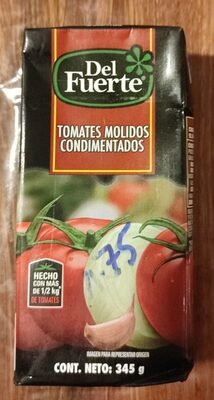 Del
Fuerte
TOMATES MOLIDOS
CONDIMENTADOS
HECHO
CON MÁS
DE 1/2 kg
DE TOMATES
.75
IMAGEN PARA REPRESENTAR ORIGEN
CONT. NETO: 345 g